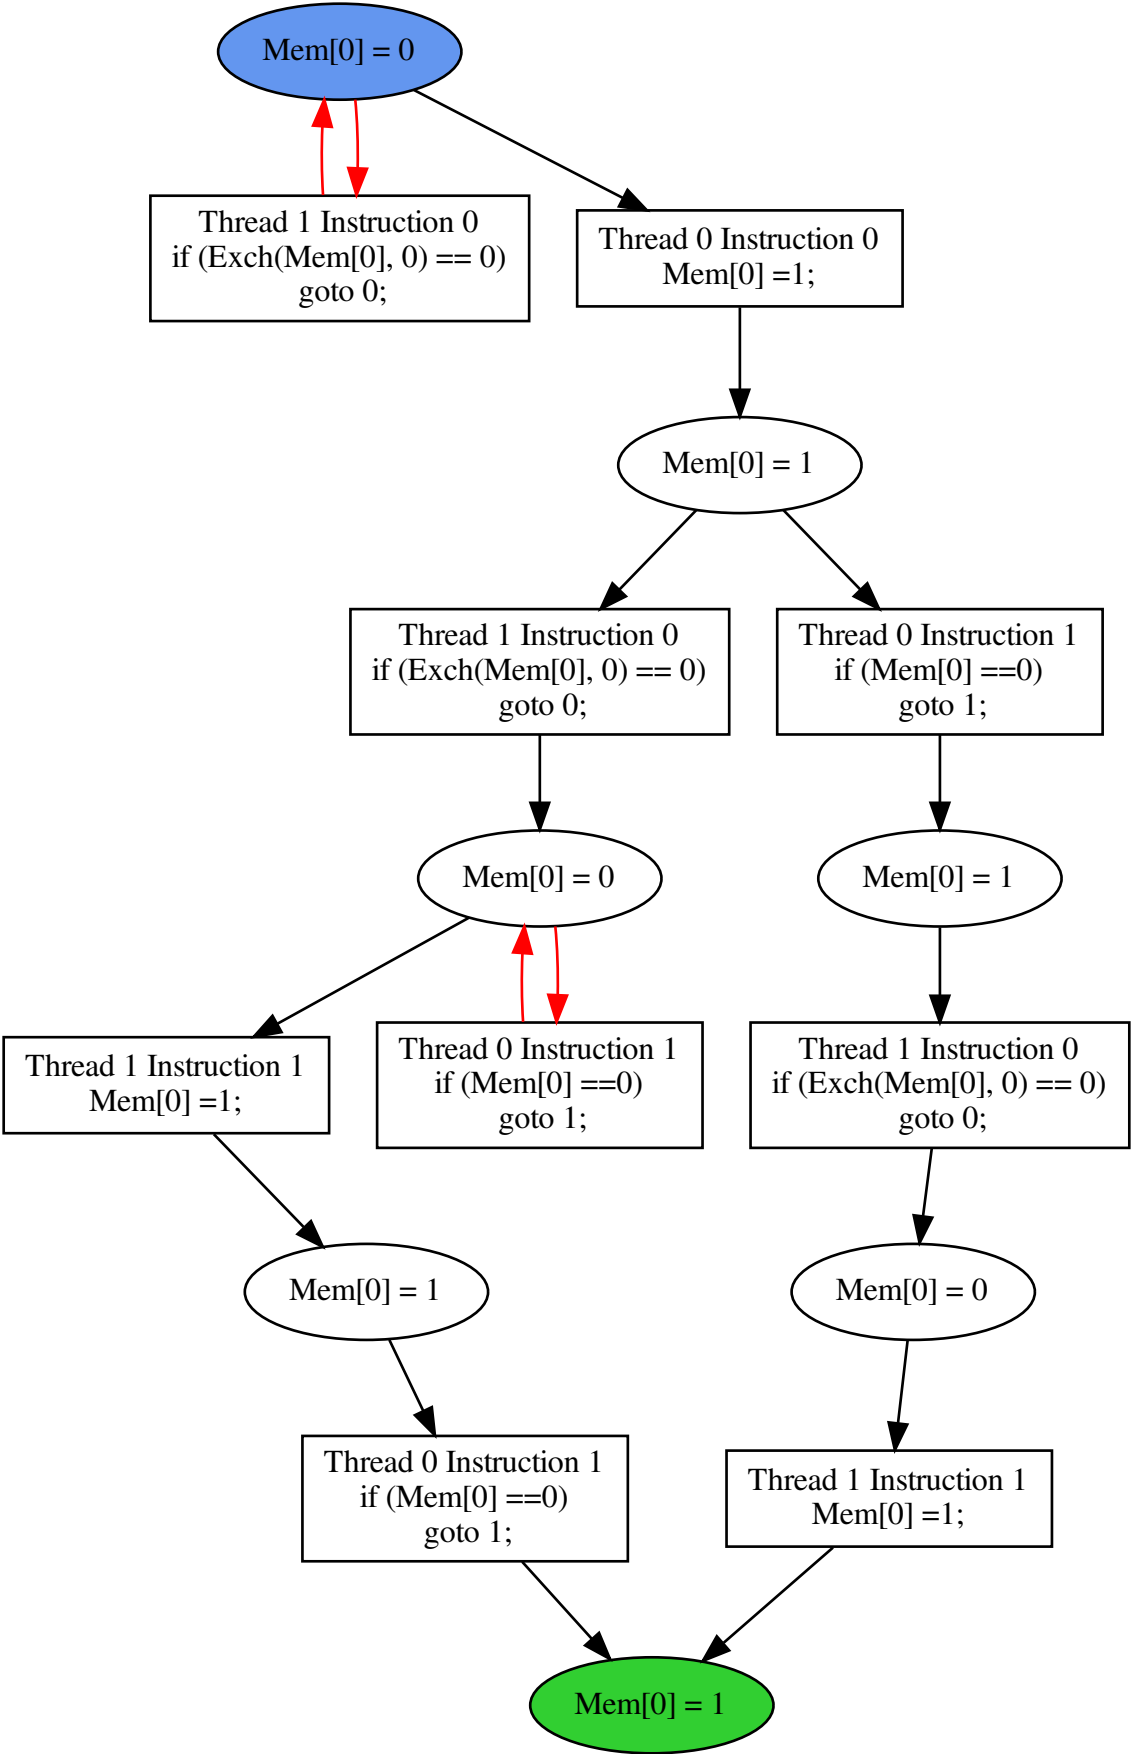 Mem[0] = 0
Thread 1 Instruction 0
if (Exch(Mem[0], 0) == 0)
goto 0;
Thread 0 Instruction 0
Mem[0] =1;
Mem[0] = 1
Thread 1 Instruction 0
if (Exch(Mem[0], 0) == 0)
goto 0;
Thread 0 Instruction 1
if (Mem[0] ==0)
goto 1;
Mem[0] = 0
Mem[0] = 1
Thread 1 Instruction 1
Mem[0] =1;
Thread 0 Instruction 1
if (Mem[0] ==0)
goto 1;
Thread 1 Instruction 0
if (Exch(Mem[0], 0) == 0)
goto 0;
Mem[0] = 1
Mem[0] = 0
Thread 0 Instruction 1
if (Mem[0] ==0)
goto 1;
Thread 1 Instruction 1
Mem[0] =1;
Mem[0] = 1